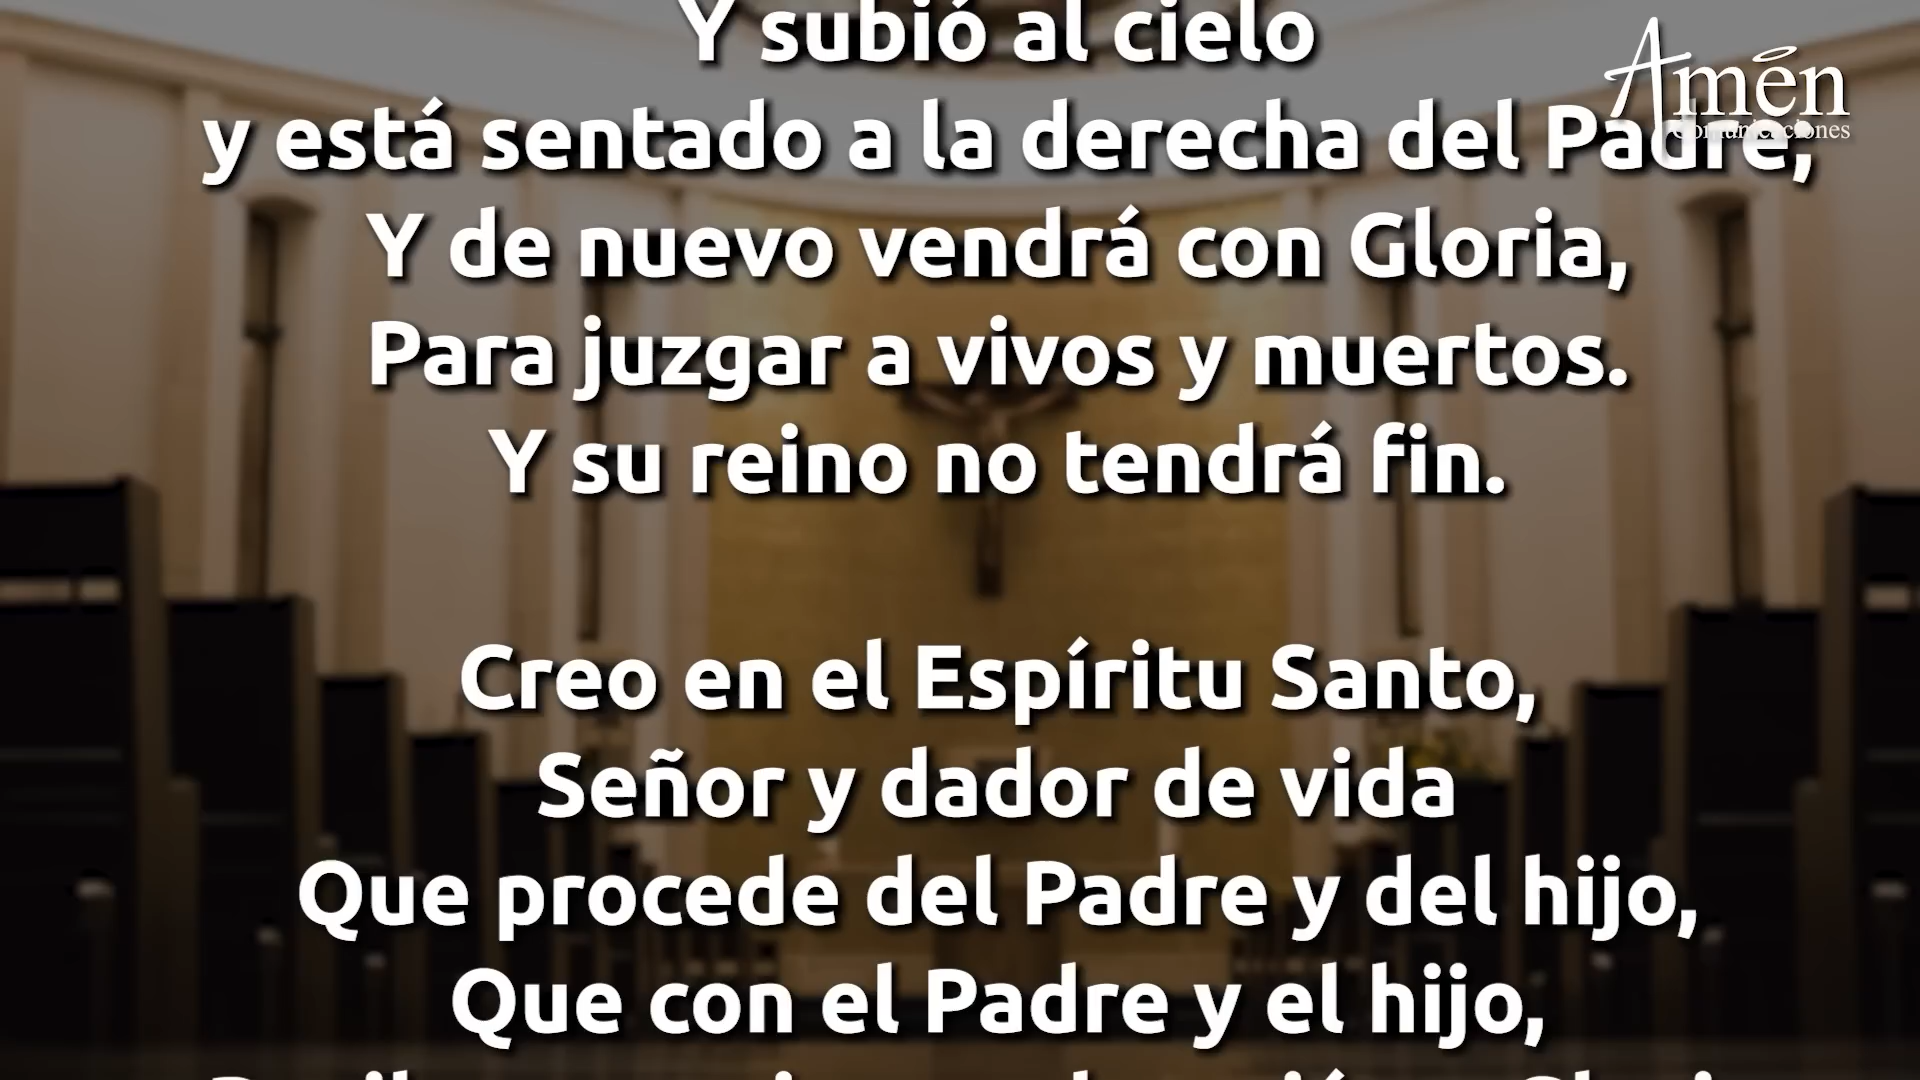 Y subió al cielo
Amén
Comunicaciones
y está sentado a la derecha del Padre,
Y de nuevo vendrá con Gloria,
Para juzgar a vivos y muertos.
Y su reino no tendrá fin.
Creo en el Espíritu Santo,
Señor y dador de vida
Que procede del Padre y del hijo,
Que con el Padre y el hijo,